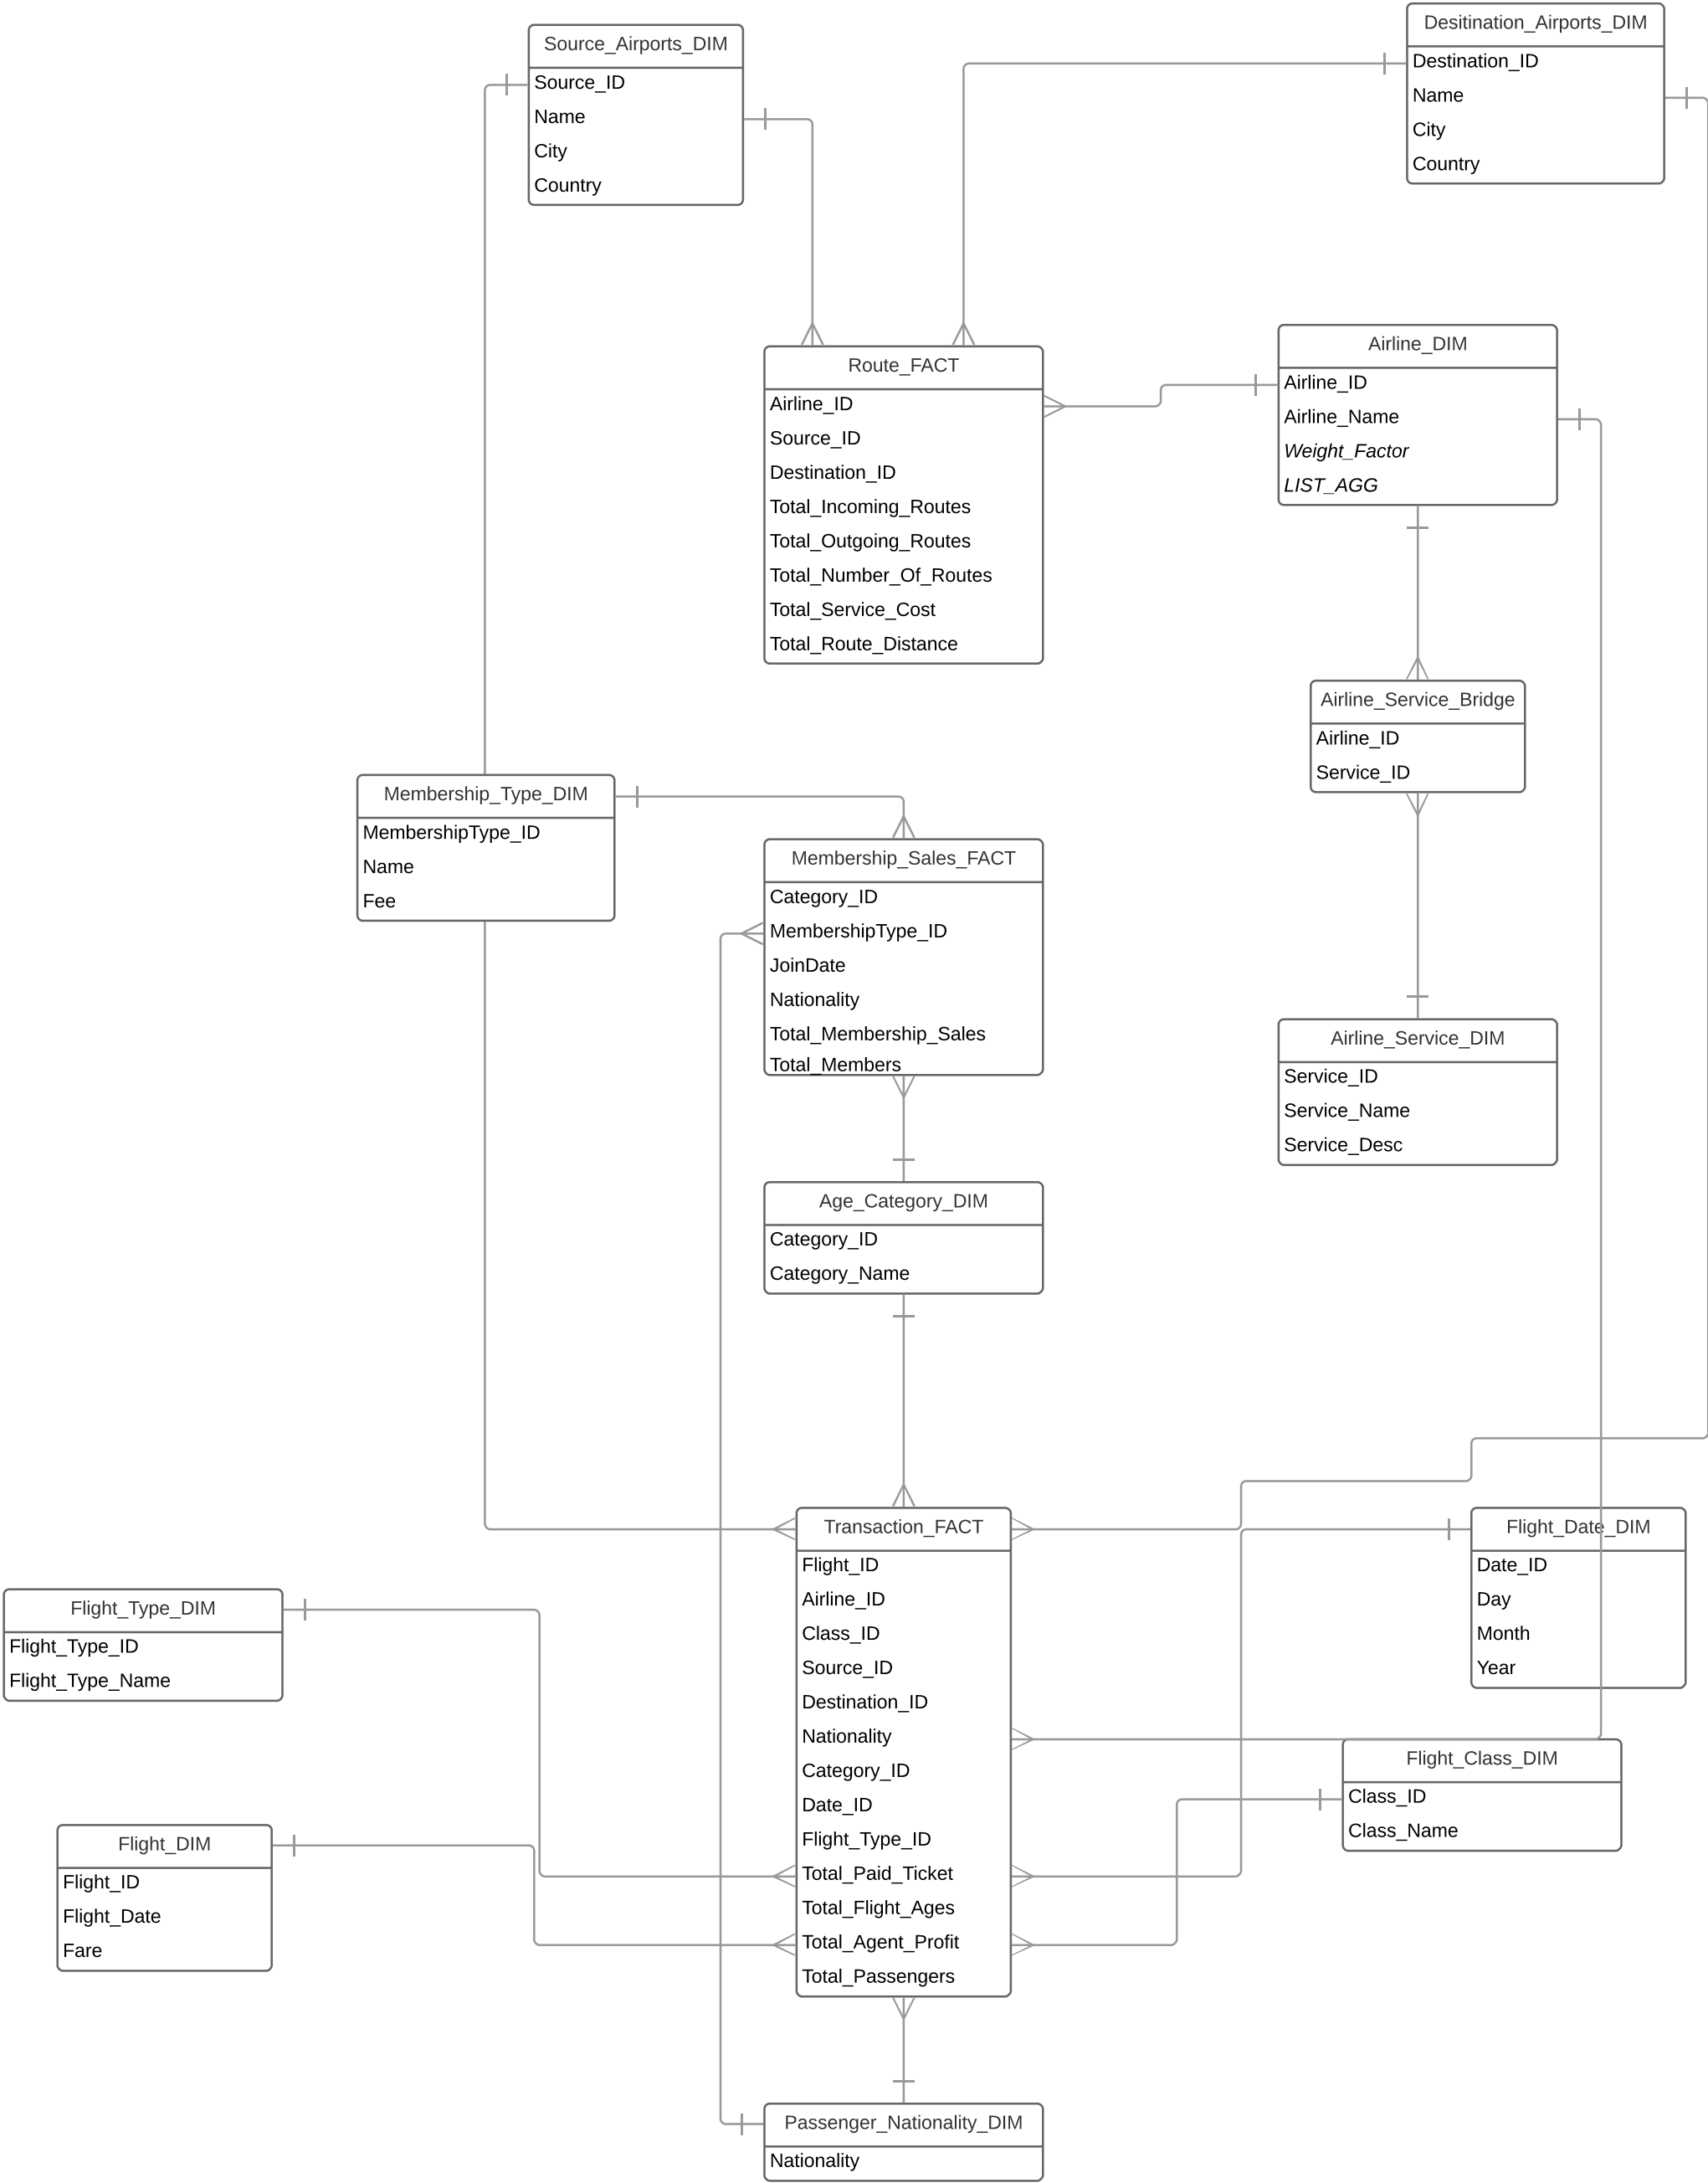 Source_Airports_DIM
Source_ID
Name
City
Country
Desitination_Airports_DIM
Destination_ID
Name
City
Country
Route_FACT
Airline_ID
Source_ID
Destination_ID
Total_Incoming_Routes
Total_Outgoing_Routes
Total_Number_Of_Routes
Total_Service_Cost
Total_Route_Distance
Airline_DIM
Airline_ID
Airline_Name
Weight_Factor
LIST_AGG
Airline_Service_Bridge
Airline_ID
Service_ID
Membership_Type_DIM
MembershipType_ID
Name
Fee
Membership_Sales_FACT
Category_ID
MembershipType_ID
JoinDate
Nationality
Total_Membership_Sales
Total_Members
Airline_Service_DIM
Service_ID
Service_Name
Service_Desc
Age_Category_DIM
Category_ID
Category_Name
Transaction_FACT
Flight_ID
Airline_ID
Class_ID
Source_ID
Destination_ID
Nationality
Category_ID
Date_ID
Flight_Type_ID
Total_Paid_Ticket
Total_Flight_Ages
Total_Agent_Profit
Total_Passengers
Flight_Date_DIM
Date_ID
Day
Month
Year
Flight_Type_DIM
Flight_Type_ID
Flight_Type_Name
Flight_Class_DIM
Class_ID
Class_Name
Flight_DIM
Flight_ID
Flight_Date
Fare
Passenger_Nationality_DIM
Nationality